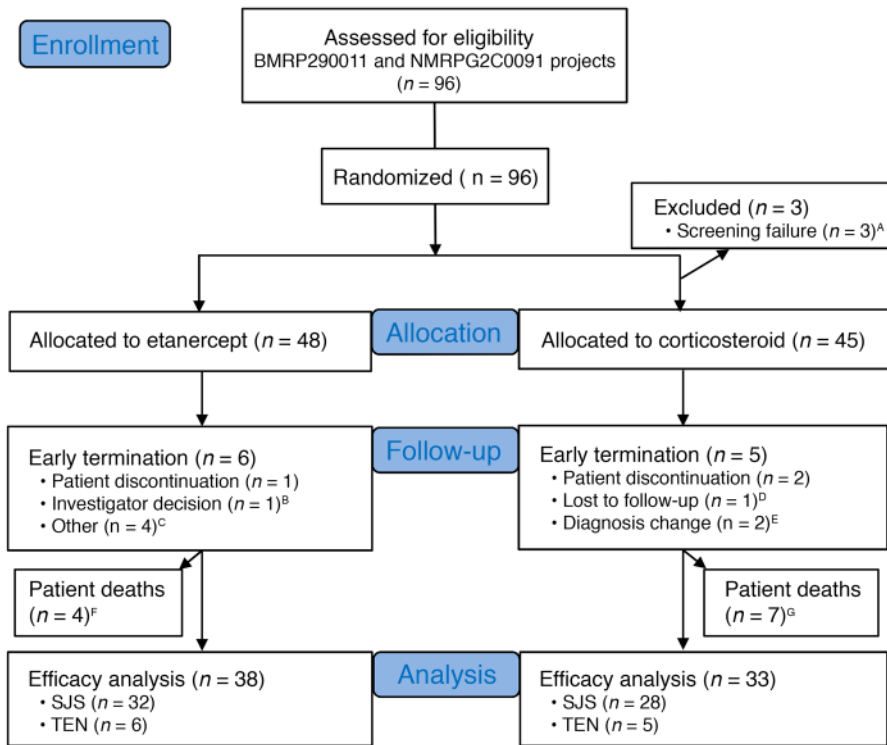 Enrollment
Assessed for eligibility
BMRP290011 and NMRPG2C0091 projects
(n = 96)
Randomized ( n = 96)
Excluded (n = 3)
• Screening failure (n = 3)ᴬ
Allocated to etanercept (n = 48)
Allocation
Allocated to corticosteroid (n = 45)
Follow-up
Early termination (n = 6)
• Patient discontinuation (n = 1)
• Investigator decision (n = 1)ᴮ
• Other (n = 4)ᶜ
Early termination (n = 5)
• Patient discontinuation (n = 2)
• Lost to follow-up (n = 1)ᴰ
• Diagnosis change (n = 2)ᴱ
Patient deaths
(n = 4)ᶠ
Patient deaths
(n = 7)ᴳ
Efficacy analysis (n = 38)
• SJS (n = 32)
• TEN (n = 6)
Analysis
Efficacy analysis (n = 33)
• SJS (n = 28)
• TEN (n = 5)